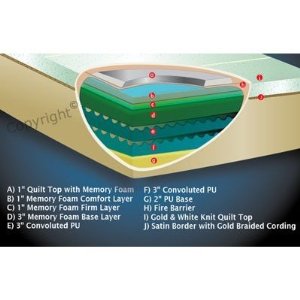 Copyright©
A) 1" Quilt Top with Memory Foam
B) 1" Memory Foam Comfort Layer
C) 1" Memory Foam Firm Layer
D) 3" Memory Foam Base Layer
E) 3" Convoluted PU
F) 3" Convoluted PU
G) 2" PU Base
H) Fire Barrier
I) Gold & White Knit Quilt Top
J) Satin Border with Gold Braided Cording